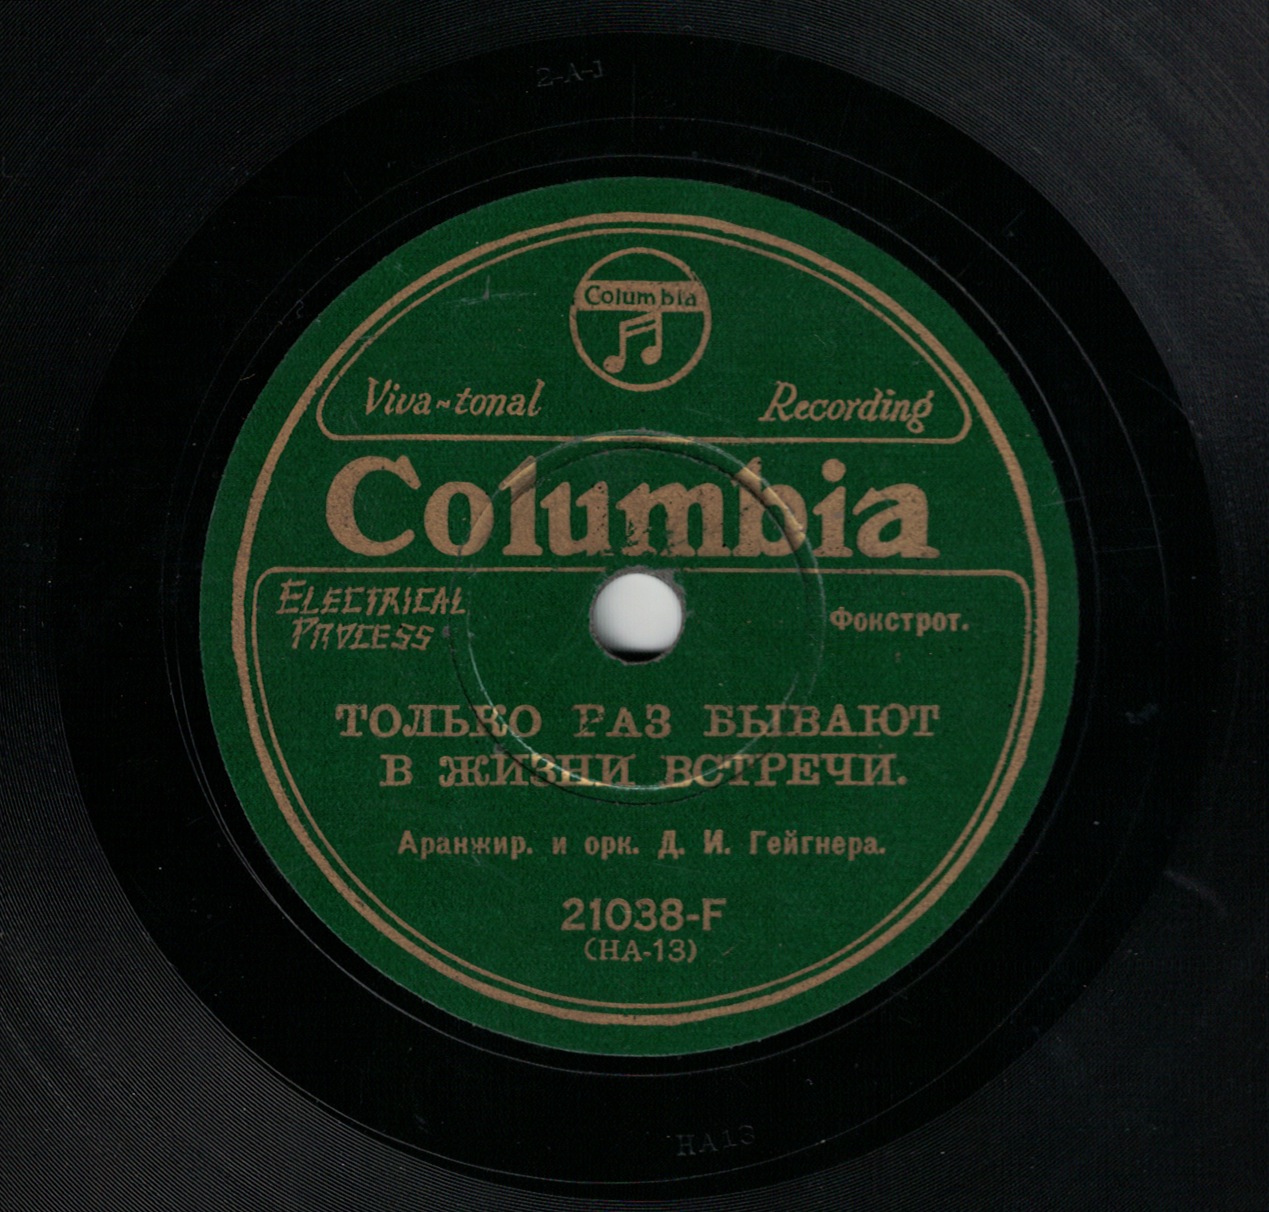 2-A-1
Columbia
Viva-tonal Recording
Columbia
ELECTRICAL
PROCESS
Фокстрот.
ТОЛЬКО РАЗ БЫВАЮТ
В ЖИЗНИ ВСТРЕЧИ.
Аранжир. и орк. Д. И. Гейгнера.
21038-F
(HA-13)
HA13